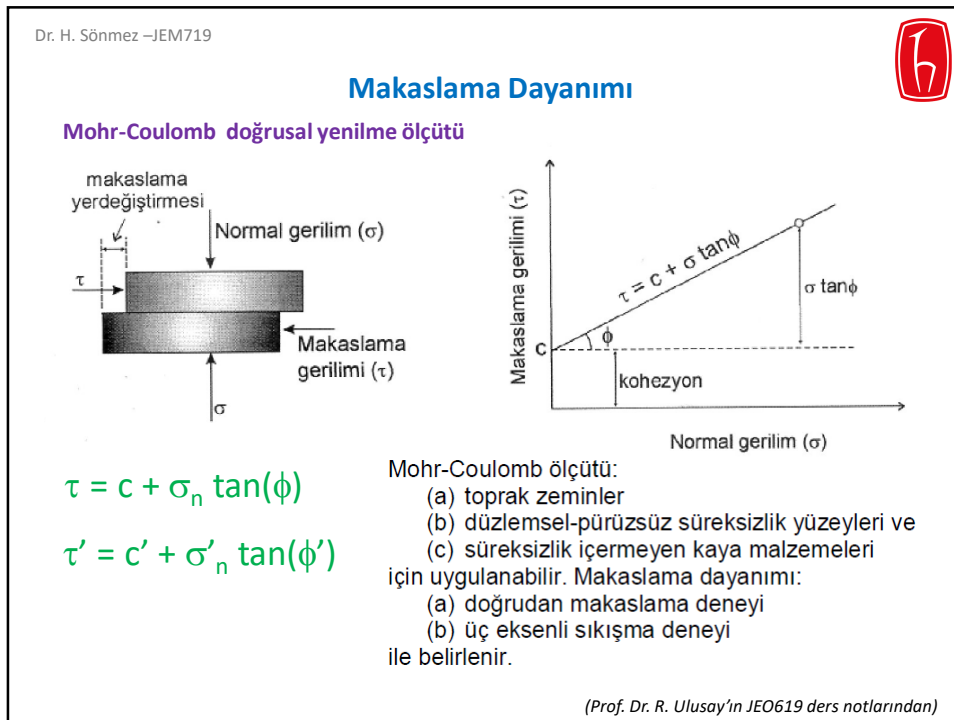 Dr. H. Sönmez –JEM719
Makaslama Dayanımı
Mohr-Coulomb doğrusal yenilme ölçütü
makaslama
yerdeğiştirmesi
Normal gerilim (σ)
τ
Makaslama
gerilimi (τ)
σ
Makaslama gerilimi (τ)
τ = c + σ tanϕ
σ tanϕ
ϕ
c
kohezyon
Normal gerilim (σ)
τ = c + σn tan(ϕ)
τ’ = c’ + σ’n tan(ϕ’)
Mohr-Coulomb ölçütü:
(a) toprak zeminler
(b) düzlemsel-pürüzsüz süreksizlik yüzeyleri ve
(c) süreksizlik içermeyen kaya malzemeleri
için uygulanabilir. Makaslama dayanımı:
(a) doğrudan makaslama deneyi
(b) üç eksenli sıkışma deneyi
ile belirlenir.
(Prof. Dr. R. Ulusay’ın JEO619 ders notlarından)